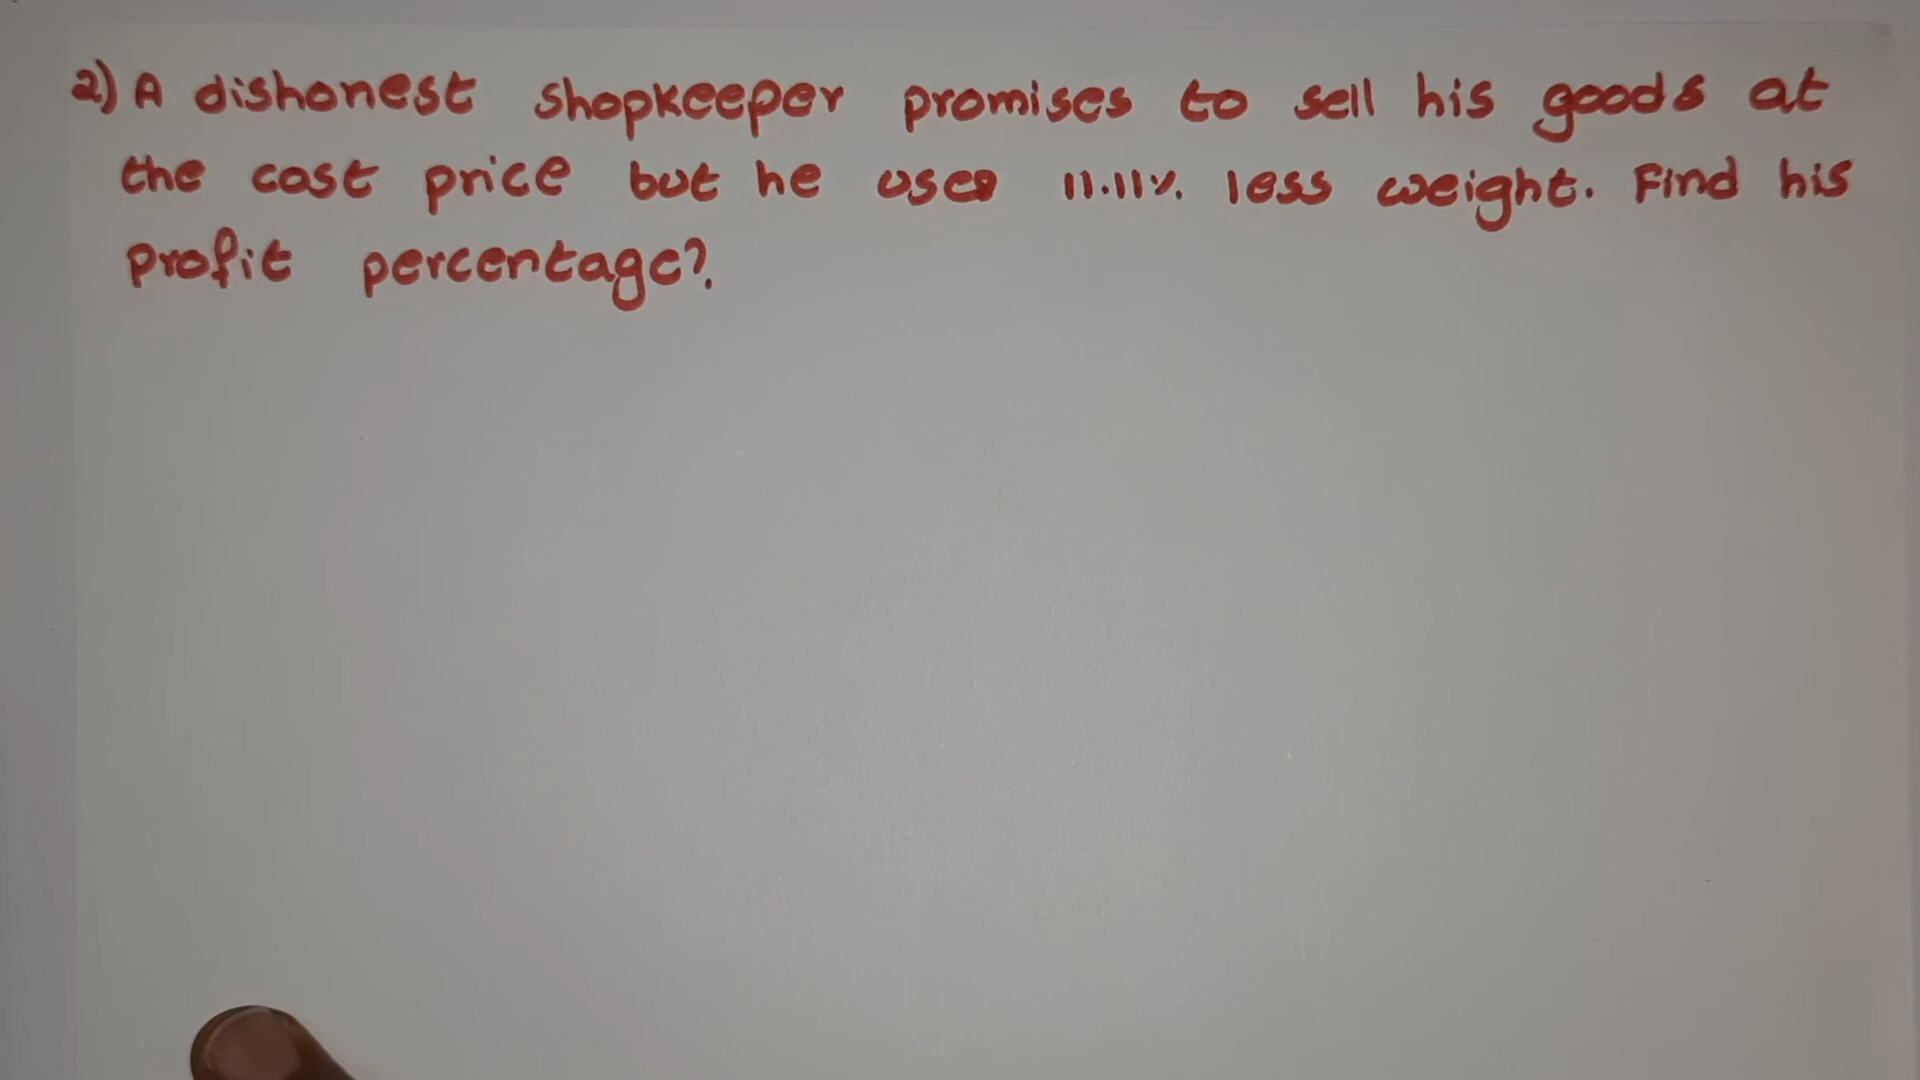 2) A dishonest shopkeeper promises to sell his goods at
the cost price but he uses 11.11% less weight. Find his
profit percentage?.